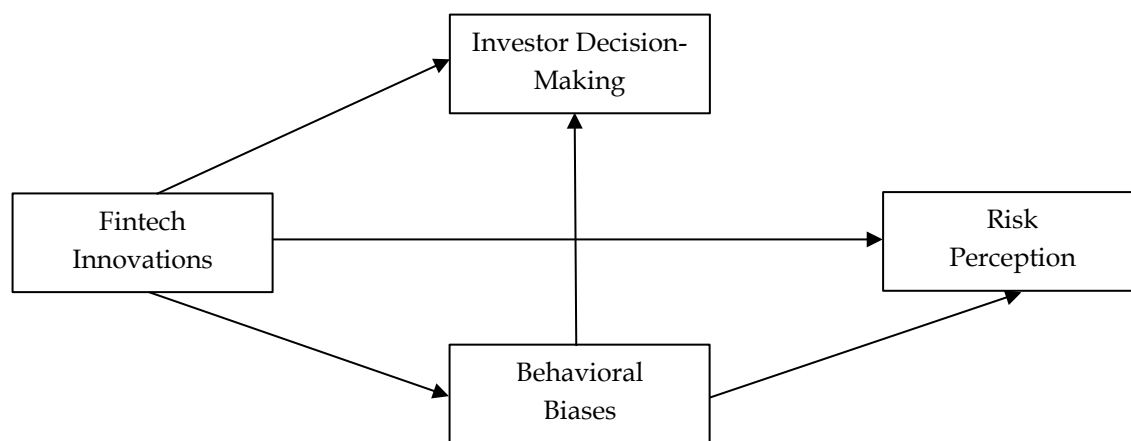 Investor Decision-
Making
Fintech
Innovations
Risk
Perception
Behavioral
Biases